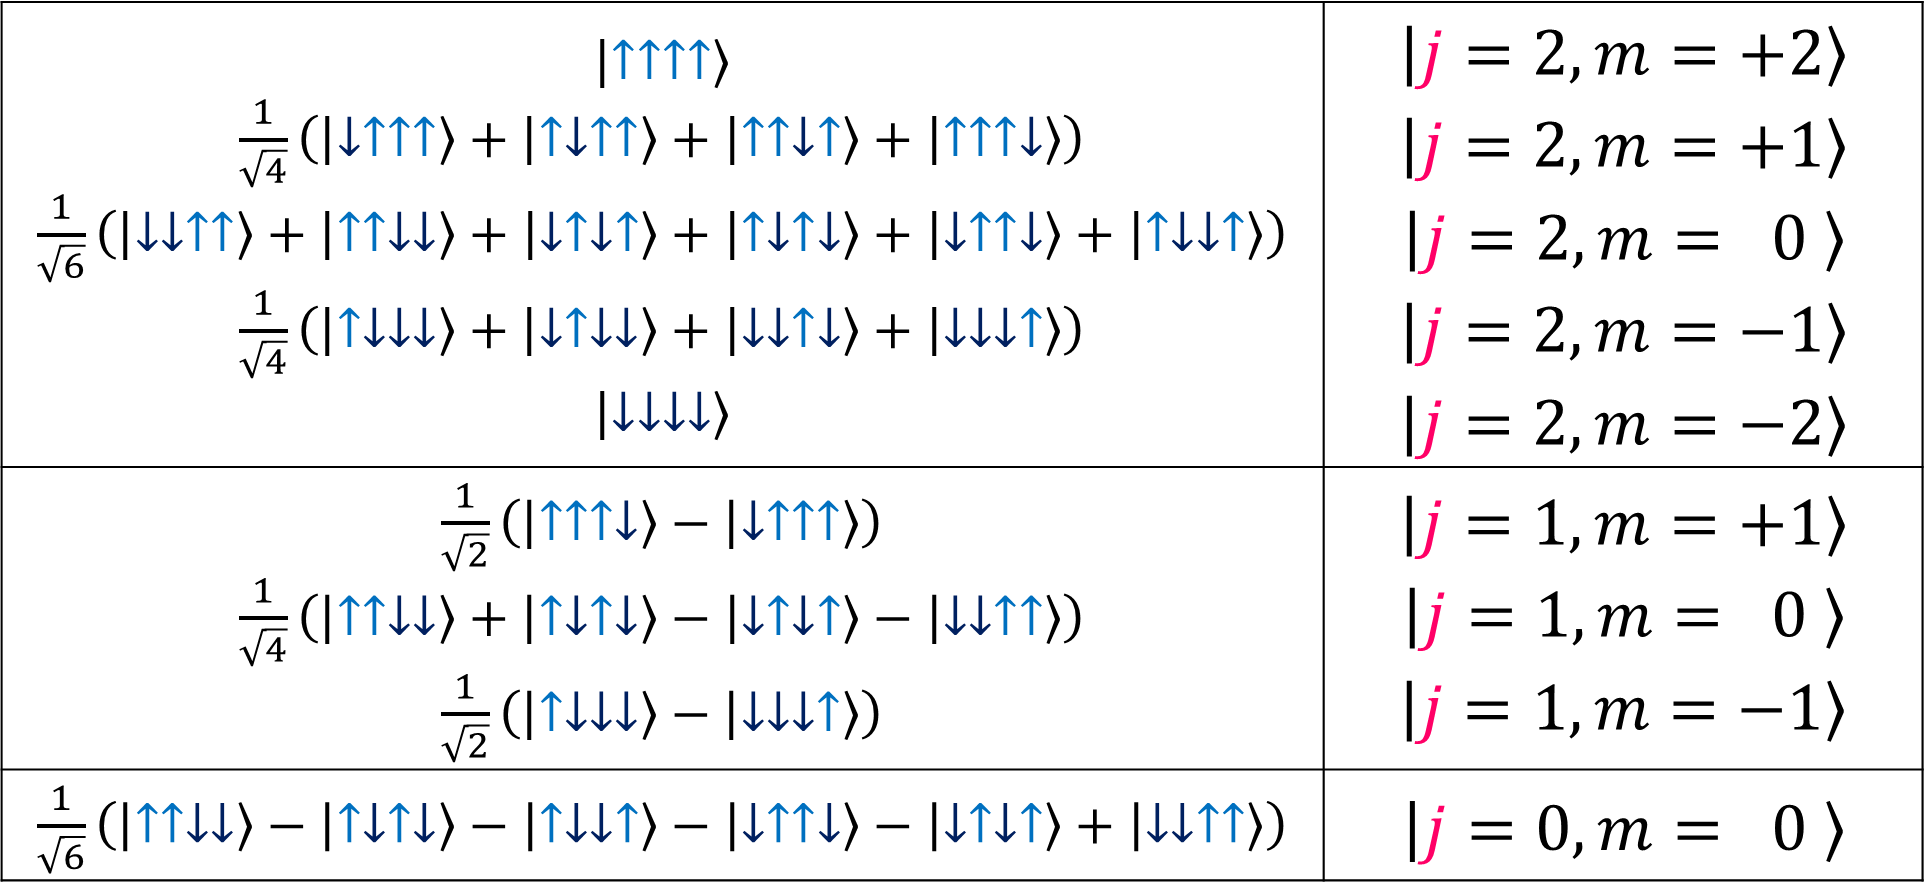 |↑↑↑↑⟩ |j = 2, m = +2⟩
1/√4 (|↓↑↑↑⟩ + |↑↓↑↑⟩ + |↑↑↓↑⟩ + |↑↑↑↓⟩) |j = 2, m = +1⟩
1/√6 (|↓↓↑↑⟩ + |↑↑↓↓⟩ + |↓↑↓↑⟩ + |↑↓↑↓⟩ + |↓↑↑↓⟩ + |↑↓↓↑⟩) |j = 2, m = 0 ⟩
1/√4 (|↑↓↓↓⟩ + |↓↑↓↓⟩ + |↓↓↑↓⟩ + |↓↓↓↑⟩) |j = 2, m = −1⟩
|↓↓↓↓⟩ |j = 2, m = −2⟩
1/√2 (|↑↑↑↓⟩ − |↓↑↑↑⟩) |j = 1, m = +1⟩
1/√4 (|↑↑↓↓⟩ + |↑↓↑↓⟩ − |↓↑↓↑⟩ − |↓↓↑↑⟩) |j = 1, m = 0 ⟩
1/√2 (|↑↓↓↓⟩ − |↓↓↓↑⟩) |j = 1, m = −1⟩
1/√6 (|↑↑↓↓⟩ − |↑↓↑↓⟩ − |↑↓↓↑⟩ − |↓↑↑↓⟩ − |↓↑↓↑⟩ + |↓↓↑↑⟩) |j = 0, m = 0 ⟩